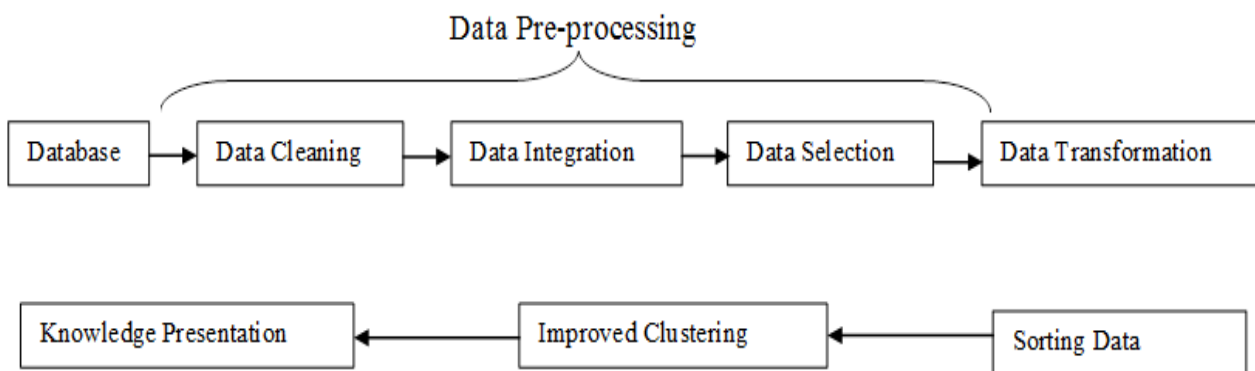 Data Pre-processing
Database
Data Cleaning
Data Integration
Data Selection
Data Transformation
Knowledge Presentation
Improved Clustering
Sorting Data